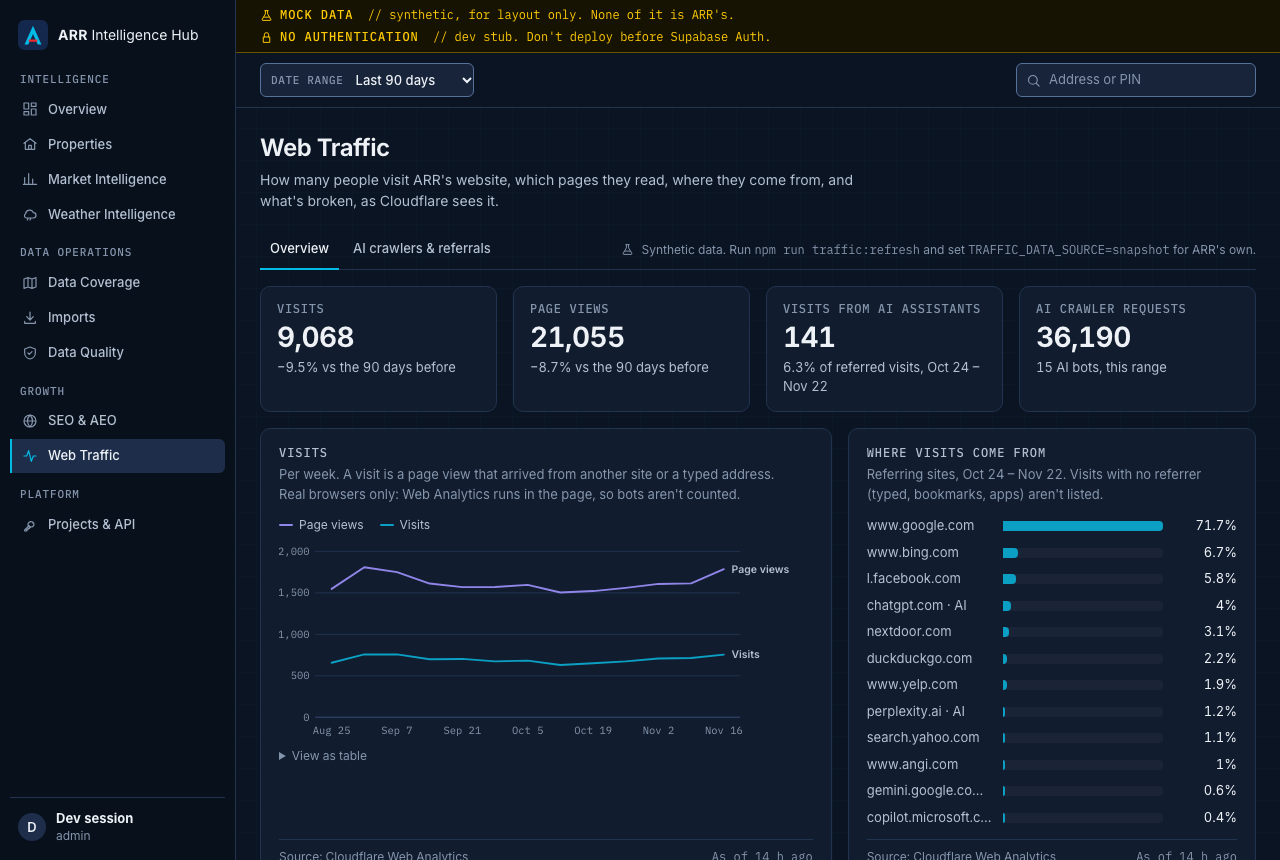 ARR Intelligence Hub
INTELLIGENCE
Overview
Properties
Market Intelligence
Weather Intelligence
DATA OPERATIONS
Data Coverage
Imports
Data Quality
GROWTH
SEO & AEO
Web Traffic
PLATFORM
Projects & API
D
Dev session
admin
MOCK DATA // synthetic, for layout only. None of it is ARR's.
NO AUTHENTICATION // dev stub. Don't deploy before Supabase Auth.
DATE RANGE Last 90 days
Address or PIN
Web Traffic
How many people visit ARR's website, which pages they read, where they come from, and
what's broken, as Cloudflare sees it.
Overview AI crawlers & referrals
Synthetic data. Run npm run traffic:refresh and set TRAFFIC_DATA_SOURCE=snapshot for ARR's own.
VISITS
9,068
−9.5% vs the 90 days before
PAGE VIEWS
21,055
−8.7% vs the 90 days before
VISITS FROM AI ASSISTANTS
141
6.3% of referred visits, Oct 24 –
Nov 22
AI CRAWLER REQUESTS
36,190
15 AI bots, this range
VISITS
Per week. A visit is a page view that arrived from another site or a typed address.
Real browsers only: Web Analytics runs in the page, so bots aren't counted.
Page views Visits
2,000
1,500
1,000
500
0
Page views
Visits
Aug 25 Sep 7 Sep 21 Oct 5 Oct 19 Nov 2 Nov 16
View as table
Source: Cloudflare Web Analytics As of 14 h ago
WHERE VISITS COME FROM
Referring sites, Oct 24 – Nov 22. Visits with no referrer
(typed, bookmarks, apps) aren't listed.
www.google.com 71.7%
www.bing.com 6.7%
l.facebook.com 5.8%
chatgpt.com · AI 4%
nextdoor.com 3.1%
duckduckgo.com 2.2%
www.yelp.com 1.9%
perplexity.ai · AI 1.2%
search.yahoo.com 1.1%
www.angi.com 1%
gemini.google.co... 0.6%
copilot.microsoft.c... 0.4%
Source: Cloudflare Web Analytics As of 14 h ago